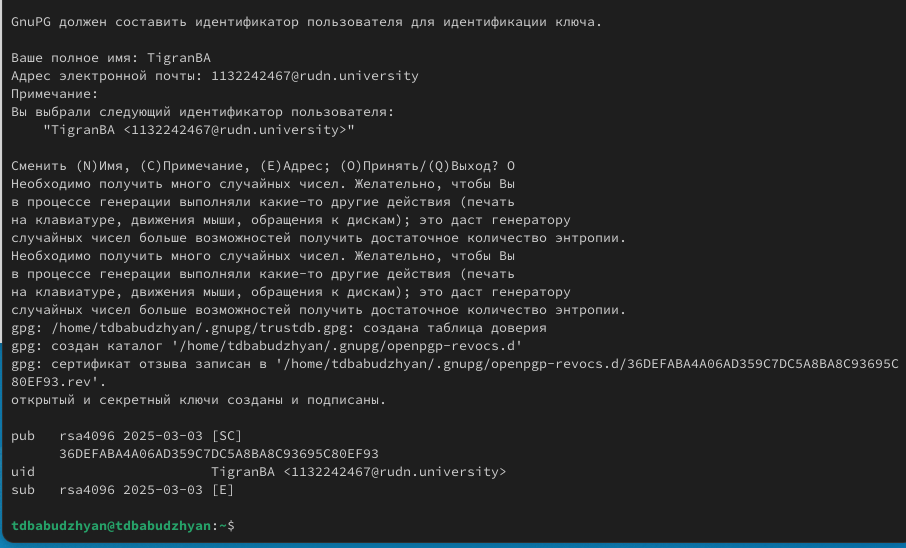 GnuPG должен составить идентификатор пользователя для идентификации ключа.
Ваше полное имя: TigranBA
Адрес электронной почты: 1132242467@rudn.university
Примечание:
Вы выбрали следующий идентификатор пользователя:
"TigranBA <1132242467@rudn.university>"
Сменить (N)Имя, (C)Примечание, (E)Адрес; (O)Принять/(Q)Выход? O
Необходимо получить много случайных чисел. Желательно, чтобы Вы
в процессе генерации выполняли какие-то другие действия (печать
на клавиатуре, движения мыши, обращения к дискам); это даст генератору
случайных чисел больше возможностей получить достаточное количество энтропии.
Необходимо получить много случайных чисел. Желательно, чтобы Вы
в процессе генерации выполняли какие-то другие действия (печать
на клавиатуре, движения мыши, обращения к дискам); это даст генератору
случайных чисел больше возможностей получить достаточное количество энтропии.
gpg: /home/tdbabudzhyan/.gnupg/trustdb.gpg: создана таблица доверия
gpg: создан каталог '/home/tdbabudzhyan/.gnupg/openpgp-revocs.d'
gpg: сертификат отзыва записан в '/home/tdbabudzhyan/.gnupg/openpgp-revocs.d/36DEFABA4A06AD359C7DC5A8BA8C93695C
80EF93.rev'.
открытый и секретный ключи созданы и подписаны.
pub   rsa4096 2025-03-03 [SC]
36DEFABA4A06AD359C7DC5A8BA8C93695C80EF93
uid                      TigranBA <1132242467@rudn.university>
sub   rsa4096 2025-03-03 [E]
tdbabudzhyan@tdbabudzhyan:~$